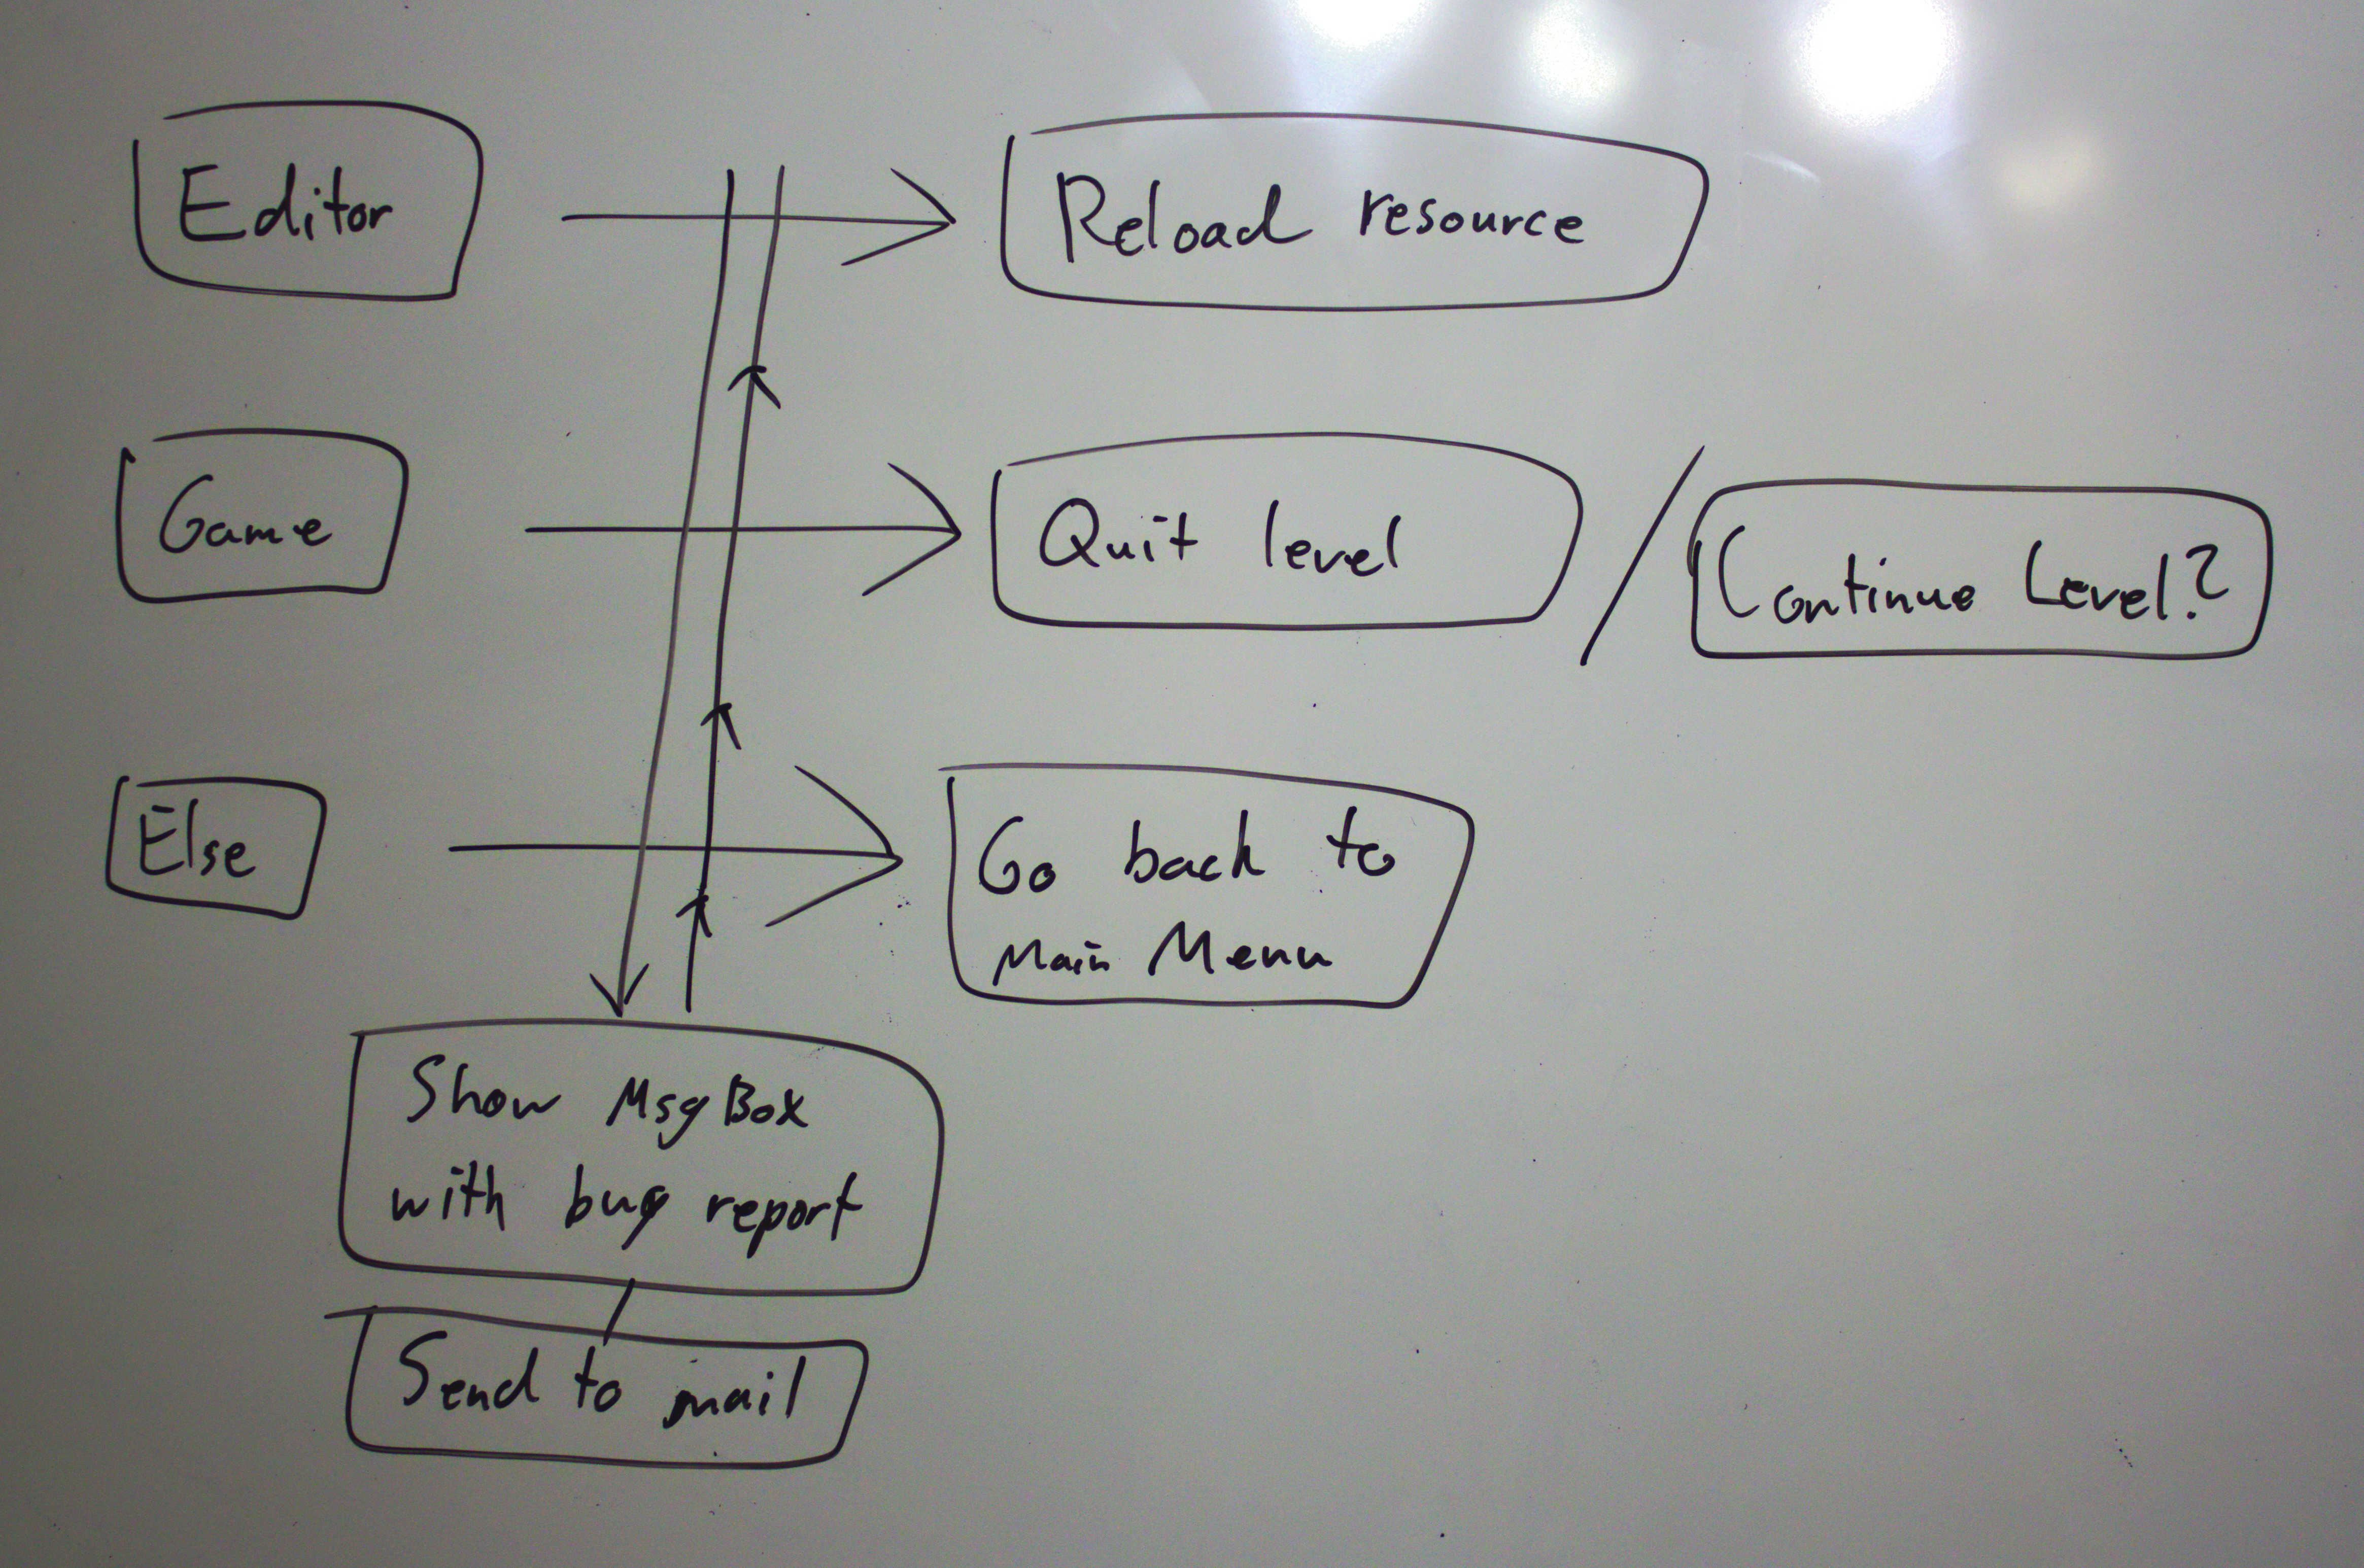 Editor
Reload resource
Game
Quit level
Continue Level?
Else
Go back to
Main Menu
Show MsgBox
with bug report
Send to mail